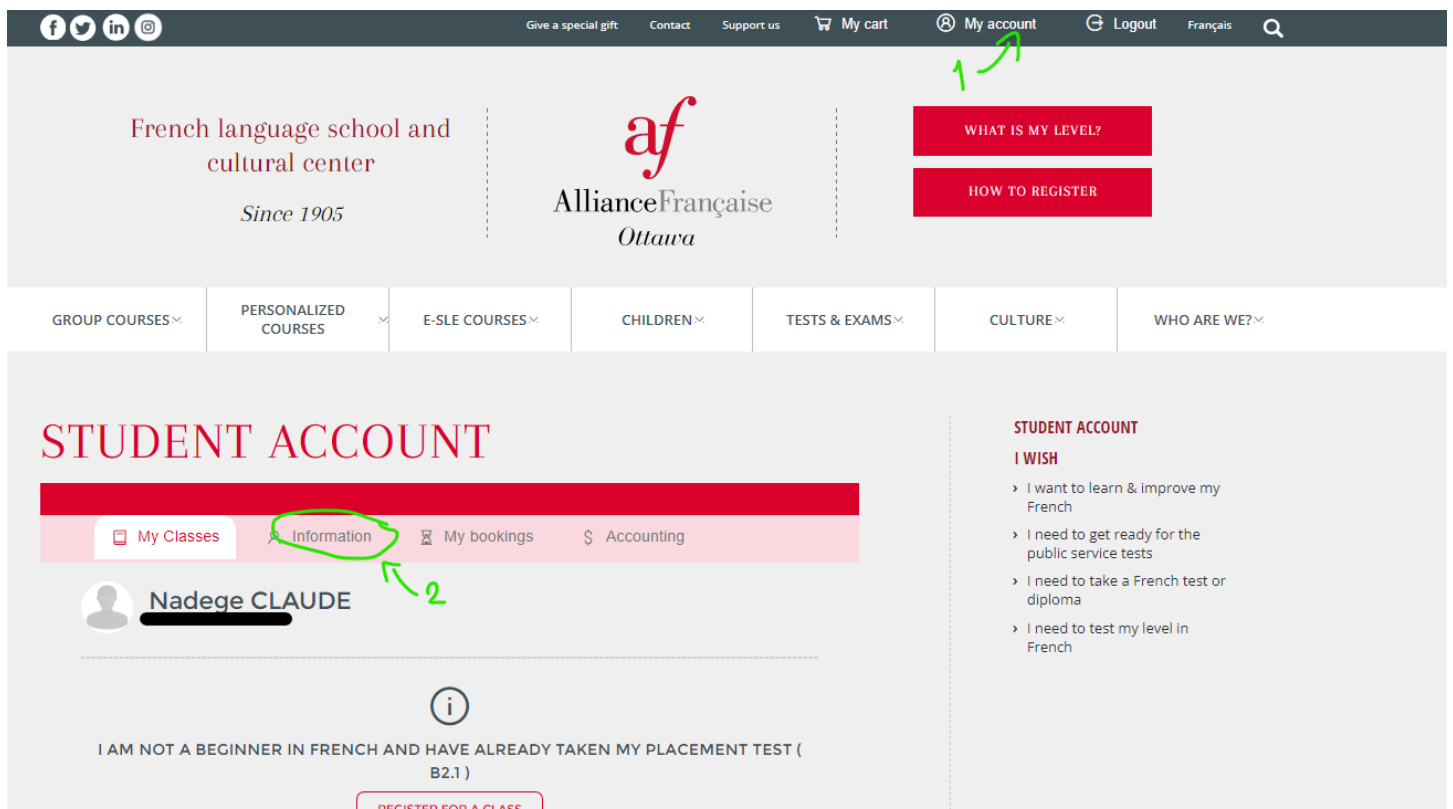 Give a special gift Contact Support us My cart My account Logout Français
1
French language school and
cultural center
Since 1905
af
AllianceFrançaise
Ottawa
WHAT IS MY LEVEL?
HOW TO REGISTER
GROUP COURSES
PERSONALIZED
COURSES
E-SLE COURSES
CHILDREN
TESTS & EXAMS
CULTURE
WHO ARE WE?
STUDENT ACCOUNT
My Classes Information My bookings $ Accounting
2
Nadege CLAUDE
i
I AM NOT A BEGINNER IN FRENCH AND HAVE ALREADY TAKEN MY PLACEMENT TEST (
B2.1 )
REGISTER FOR A CLASS
STUDENT ACCOUNT
I WISH
› I want to learn & improve my
French
› I need to get ready for the
public service tests
› I need to take a French test or
diploma
› I need to test my level in
French